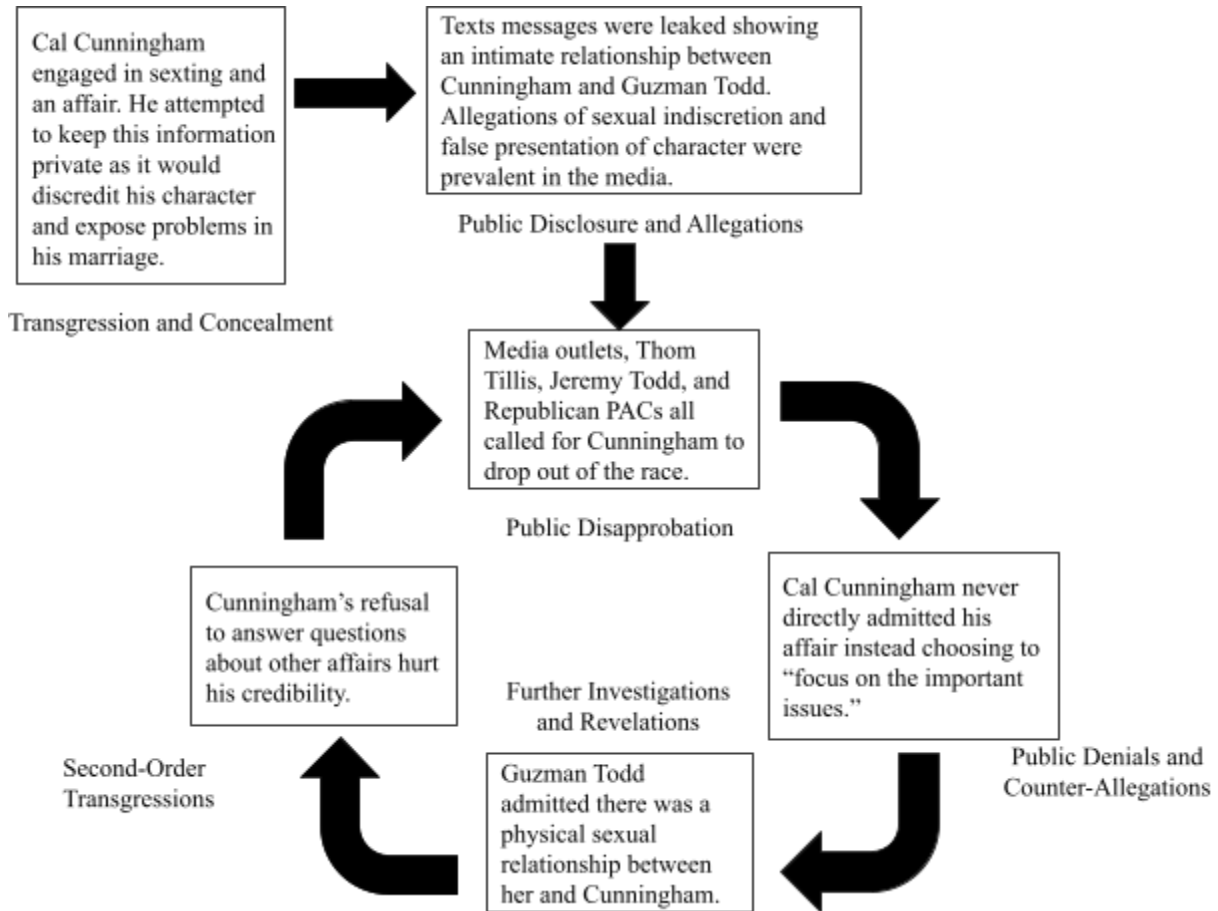 Cal Cunningham
engaged in sexting and
an affair. He attempted
to keep this information
private as it would
discredit his character
and expose problems in
his marriage.
Transgression and Concealment
Texts messages were leaked showing
an intimate relationship between
Cunningham and Guzman Todd.
Allegations of sexual indiscretion and
false presentation of character were
prevalent in the media.
Public Disclosure and Allegations
Media outlets, Thom
Tillis, Jeremy Todd, and
Republican PACs all
called for Cunningham to
drop out of the race.
Public Disapprobation
Cal Cunningham never
directly admitted his
affair instead choosing to
“focus on the important
issues.”
Public Denials and
Counter-Allegations
Further Investigations
and Revelations
Guzman Todd
admitted there was a
physical sexual
relationship between
her and Cunningham.
Cunningham’s refusal
to answer questions
about other affairs hurt
his credibility.
Second-Order
Transgressions